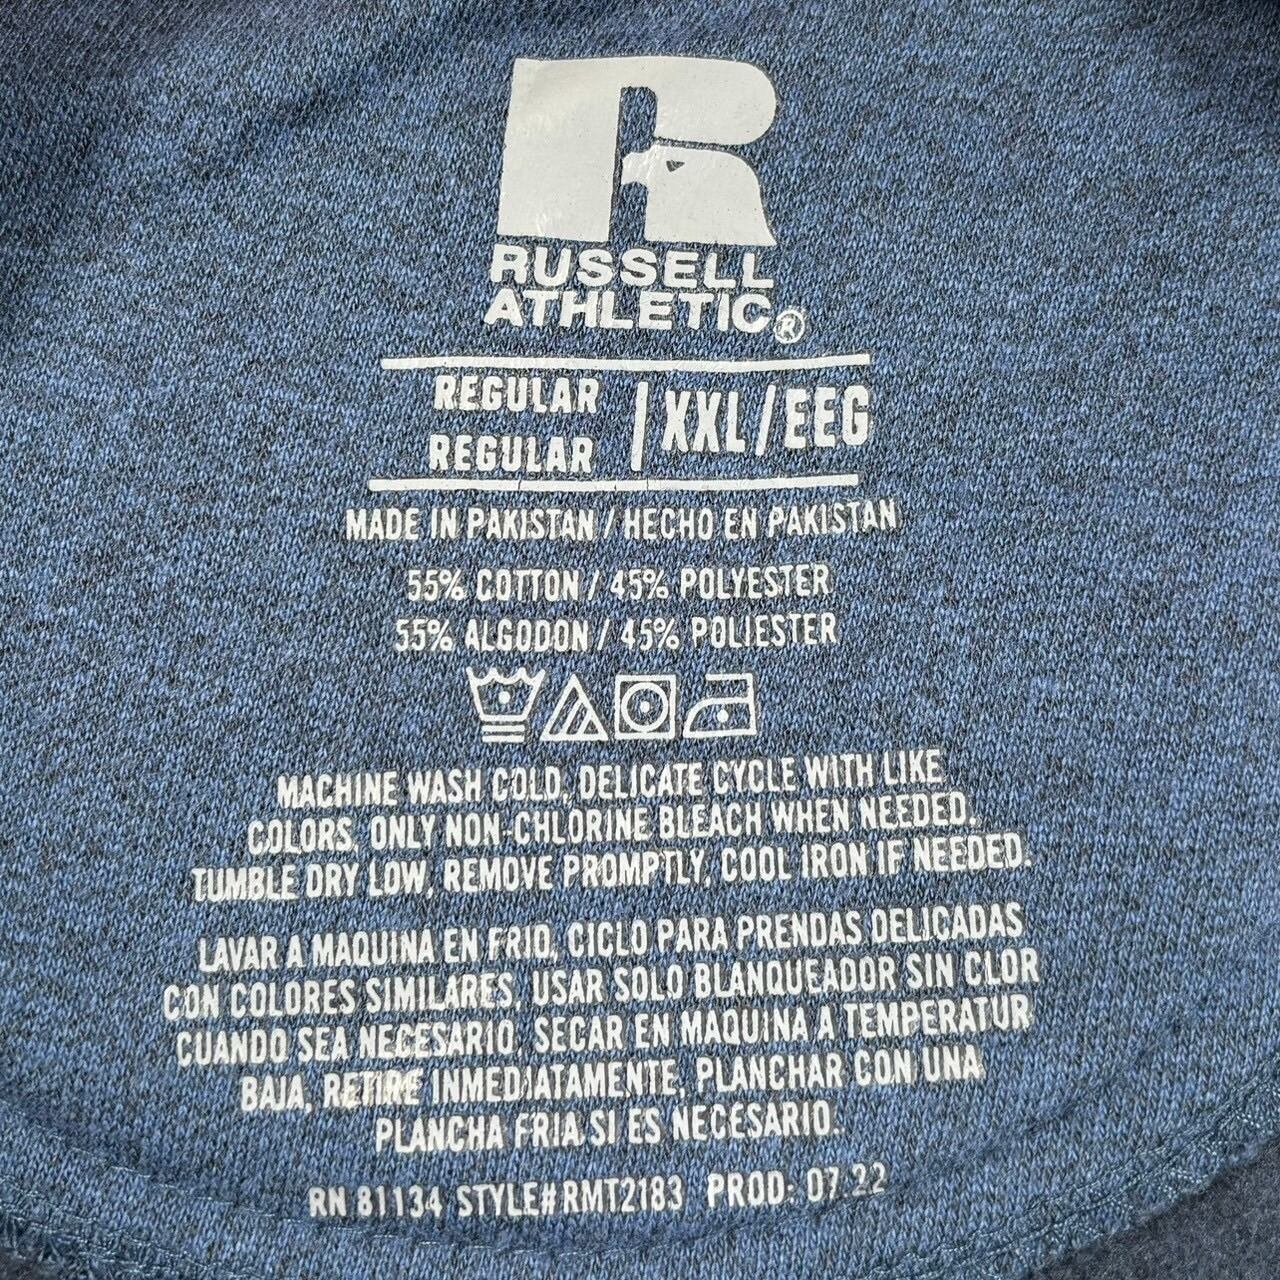 R
RUSSELL
ATHLETIC®
REGULAR
REGULAR / XXL / EEG
MADE IN PAKISTAN / HECHO EN PAKISTAN
55% COTTON / 45% POLYESTER
55% ALGODON / 45% POLIESTER
MACHINE WASH COLD, DELICATE CYCLE WITH LIKE
COLORS, ONLY NON-CHLORINE BLEACH WHEN NEEDED.
TUMBLE DRY LOW, REMOVE PROMPTLY, COOL IRON IF NEEDED.
LAVAR A MAQUINA EN FRIO, CICLO PARA PRENDAS DELICADAS
CON COLORES SIMILARES, USAR SOLO BLANQUEADOR SIN CLOR
CUANDO SEA NECESARIO, SECAR EN MAQUINA A TEMPERATUR
BAJA, RETIRE INMEDIATAMENTE, PLANCHAR CON UNA
PLANCHA FRIA SI ES NECESARIO.
RN 81134 STYLE# RMT2183 PROD: 07.22